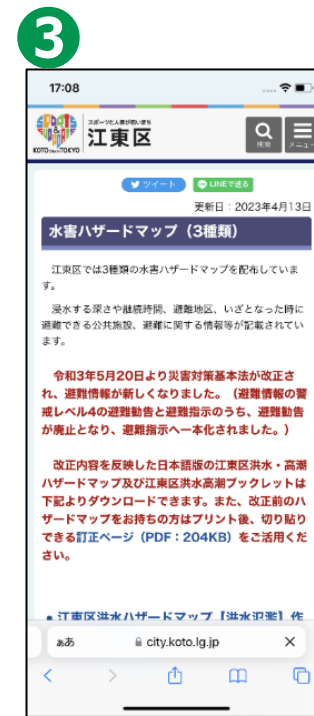 3
17:08
SPORTS & SUPPORTS
KOTO City in TOKYO
スポーツと人情が熱いまち
江東区
検索
メニュー
ツイート
LINEで送る
更新日：2023年4月13日
水害ハザードマップ（3種類）
江東区では3種類の水害ハザードマップを配布していま
す。
浸水する深さや継続時間、避難地区、いざとなった時に
避難できる公共施設、避難に関する情報等が記載されてい
ます。
令和3年5月20日より災害対策基本法が改正さ
れ、避難情報が新しくなりました。（避難情報の警
戒レベル4の避難勧告と避難指示のうち、避難勧告
が廃止となり、避難指示へ一本化されました。）
改正内容を反映した日本語版の江東区洪水・高潮
ハザードマップ及び江東区洪水高潮ブックレットは
下記よりダウンロードできます。また、改正前のハ
ザードマップをお持ちの方はプリント後、切り貼り
できる訂正ページ（PDF：204KB）をご活用くだ
さい。
• 江東区洪水ハザードマップ【洪水氾濫】作
ぁあ
city.koto.lg.jp